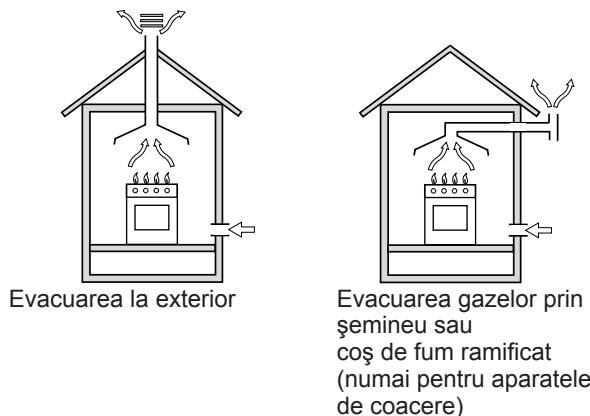 Evacuarea la exterior
Evacuarea gazelor prin
şemineu sau
coş de fum ramificat
(numai pentru aparatele
de coacere)